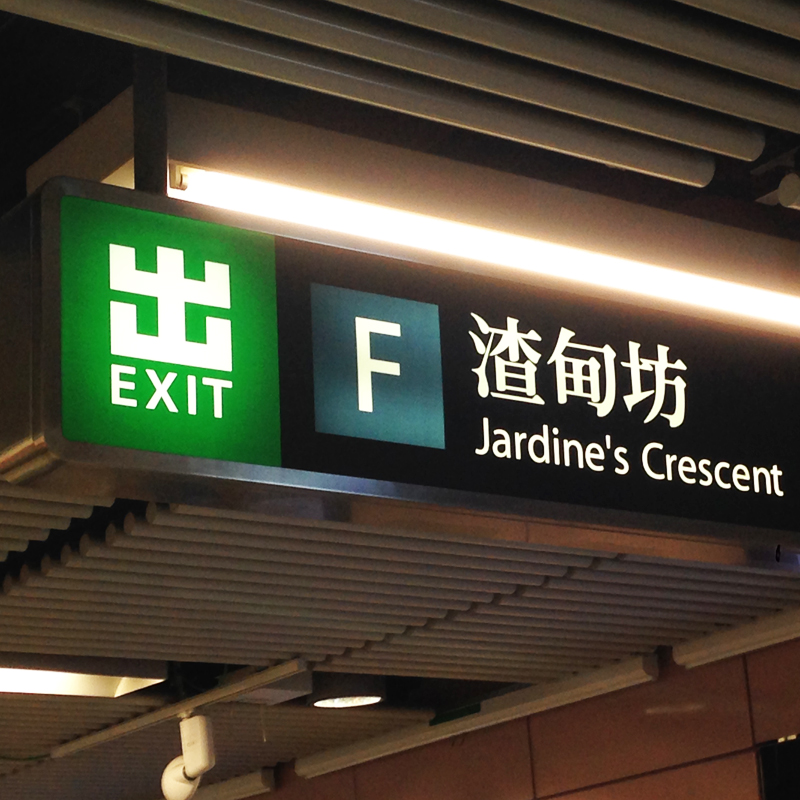 出
EXIT
F
渣甸坊
Jardine's Crescent